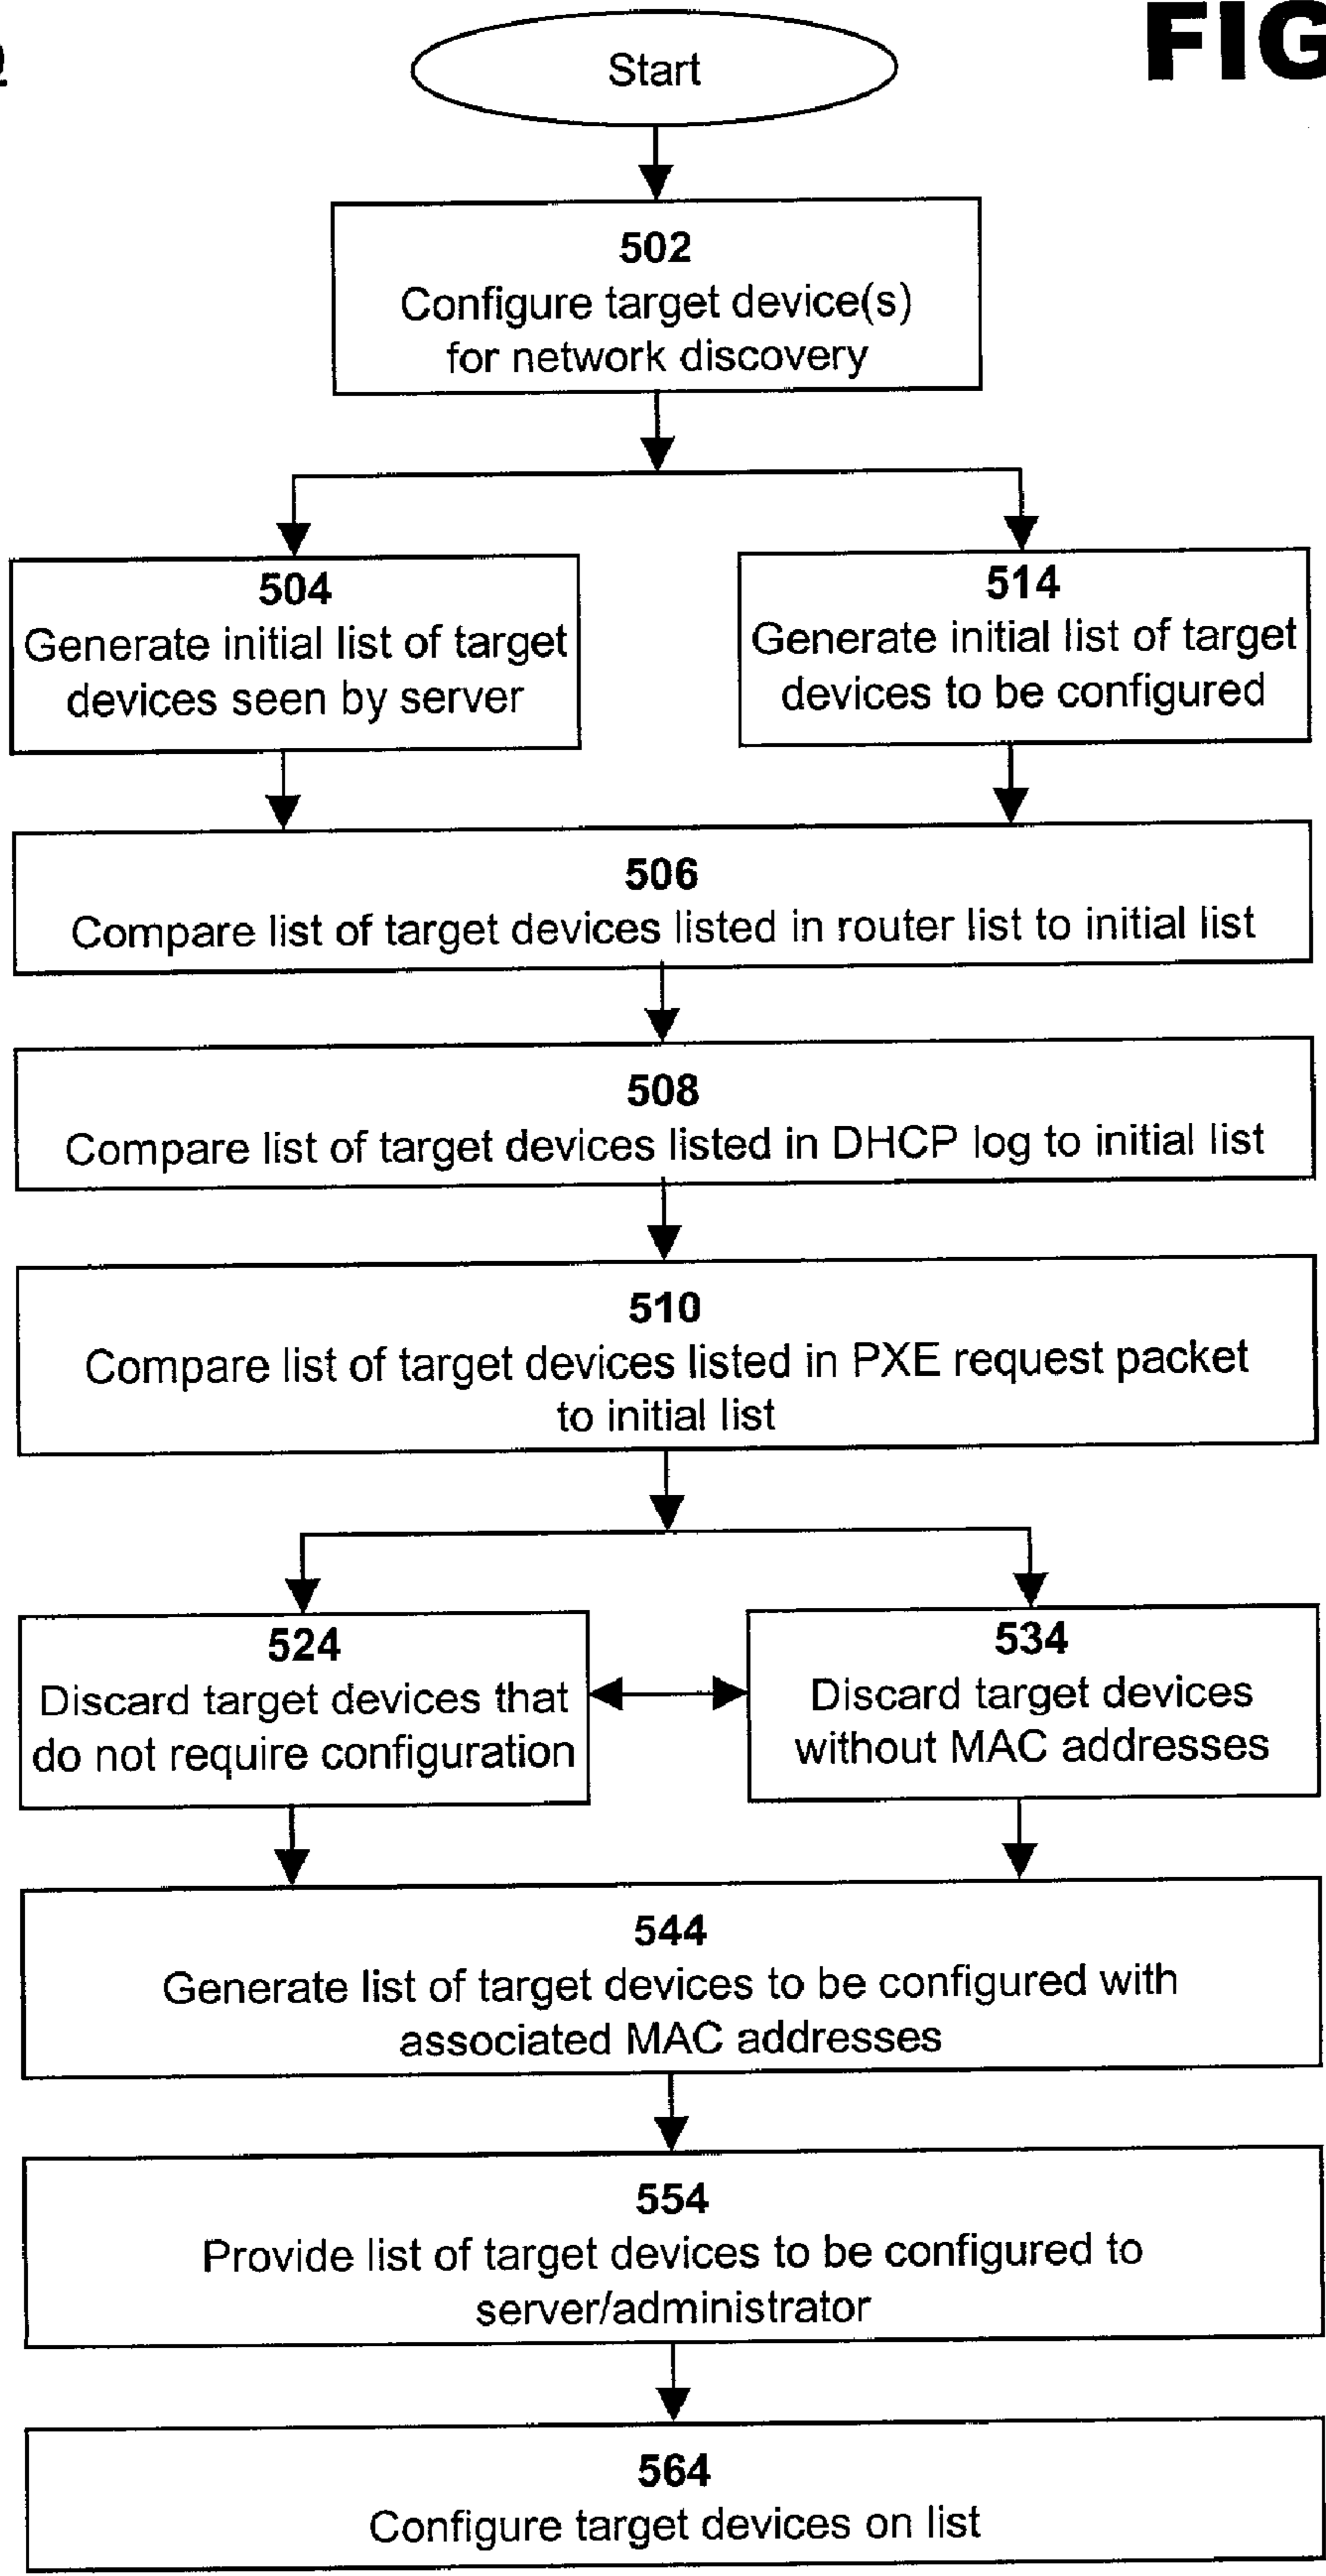 FIG
Start
502
Configure target device(s)
for network discovery
504
Generate initial list of target
devices seen by server
514
Generate initial list of target
devices to be configured
506
Compare list of target devices listed in router list to initial list
508
Compare list of target devices listed in DHCP log to initial list
510
Compare list of target devices listed in PXE request packet
to initial list
524
Discard target devices that
do not require configuration
534
Discard target devices
without MAC addresses
544
Generate list of target devices to be configured with
associated MAC addresses
554
Provide list of target devices to be configured to
server/administrator
564
Configure target devices on list